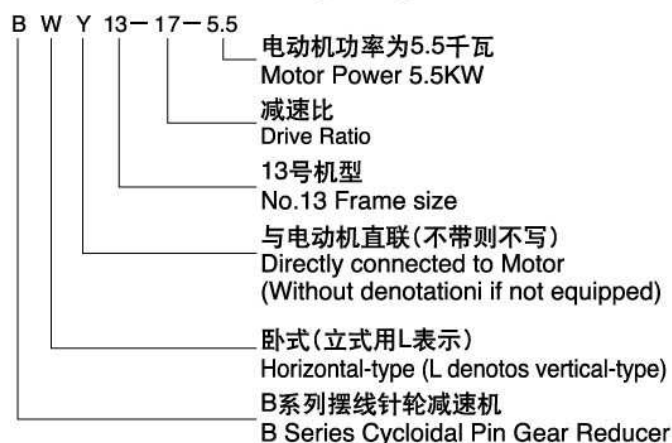 B W Y 13－17－5.5
电动机功率为5.5千瓦
Motor Power 5.5KW
减速比
Drive Ratio
13号机型
No.13 Frame size
与电动机直联(不带则不写)
Directly connected to Motor
(Without denotationi if not equipped)
卧式(立式用L表示)
Horizontal-type (L denotos vertical-type)
B系列摆线针轮减速机
B Series Cycloidal Pin Gear Reducer